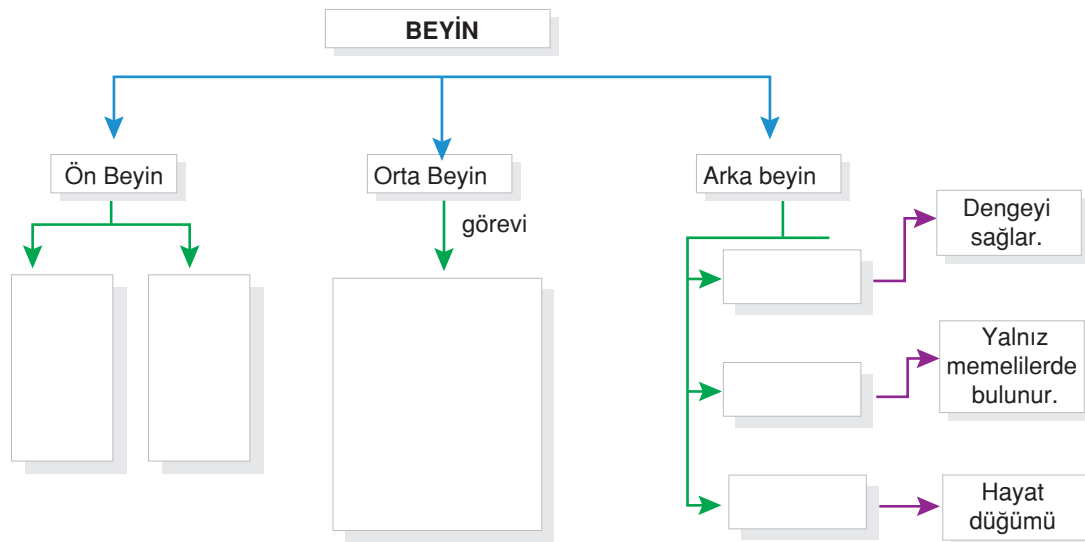 BEYİN
Ön Beyin
Orta Beyin
Arka beyin
görevi
Dengeyi
sağlar.
Yalnız
memelilerde
bulunur.
Hayat
düğümü